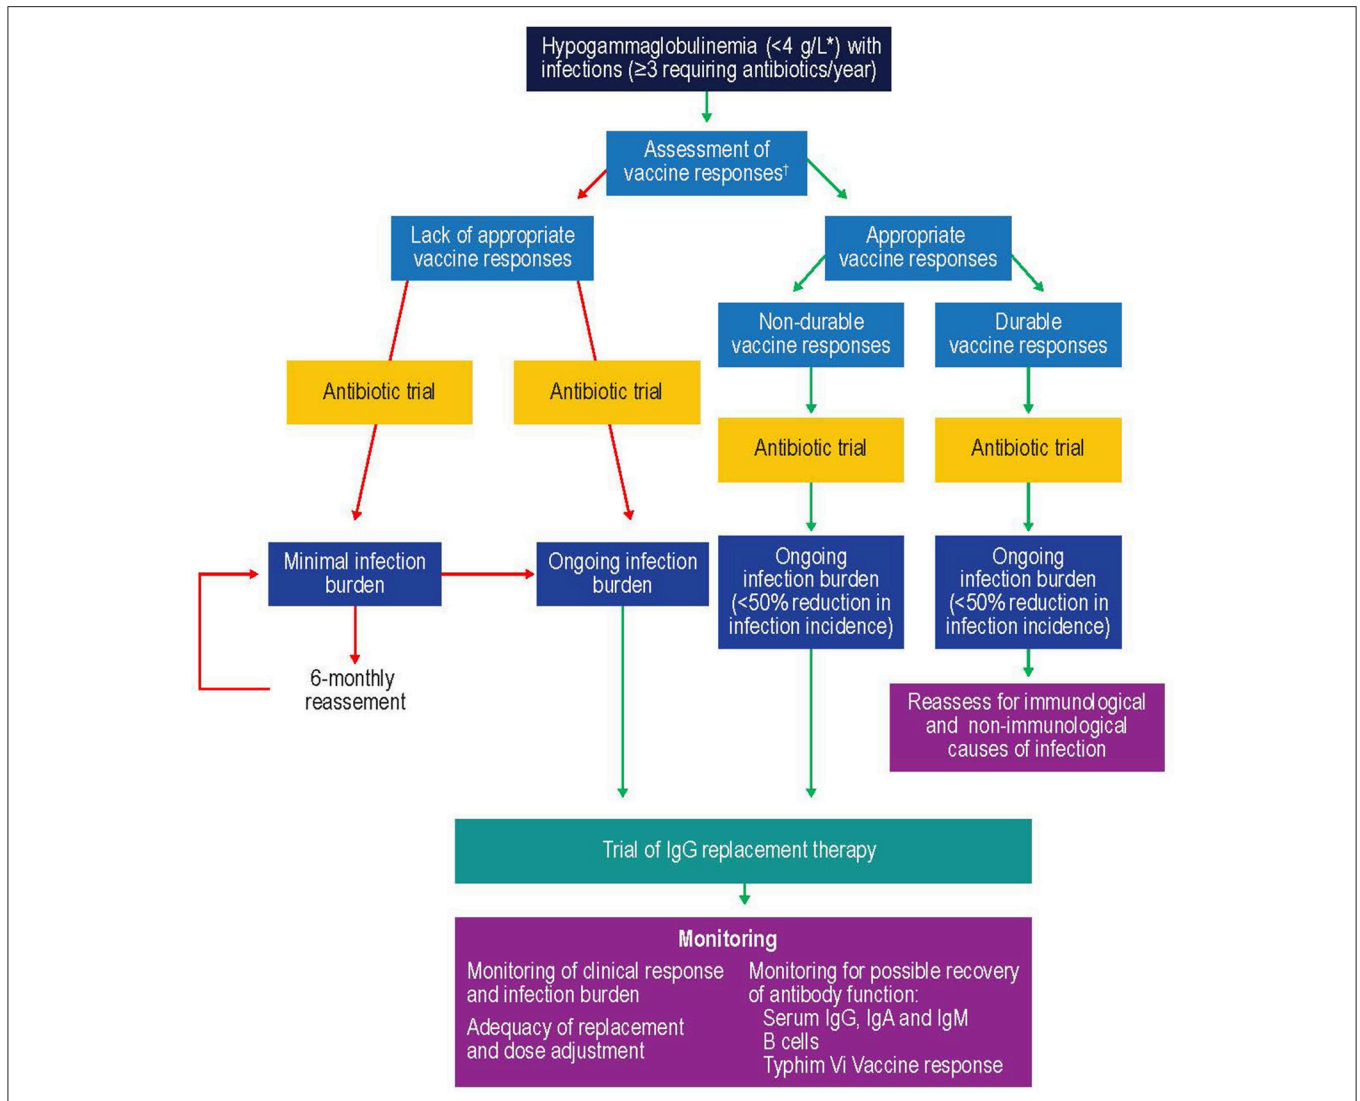 Hypogammaglobulinemia (<4 g/L*) with
infections (≥3 requiring antibiotics/year)
Assessment of
vaccine responses†
Lack of appropriate
vaccine responses
Appropriate
vaccine responses
Non-durable
vaccine responses
Durable
vaccine responses
Antibiotic trial
Antibiotic trial
Antibiotic trial
Antibiotic trial
Minimal infection
burden
Ongoing infection
burden
Ongoing
infection burden
(<50% reduction in
infection incidence)
Ongoing
infection burden
(<50% reduction in
infection incidence)
6-monthly
reassement
Reassess for immunological
and non-immunological
causes of infection
Trial of IgG replacement therapy
Monitoring
Monitoring of clinical response
and infection burden
Adequacy of replacement
and dose adjustment
Monitoring for possible recovery
of antibody function:
Serum IgG, IgA and IgM
B cells
Typhim Vi Vaccine response